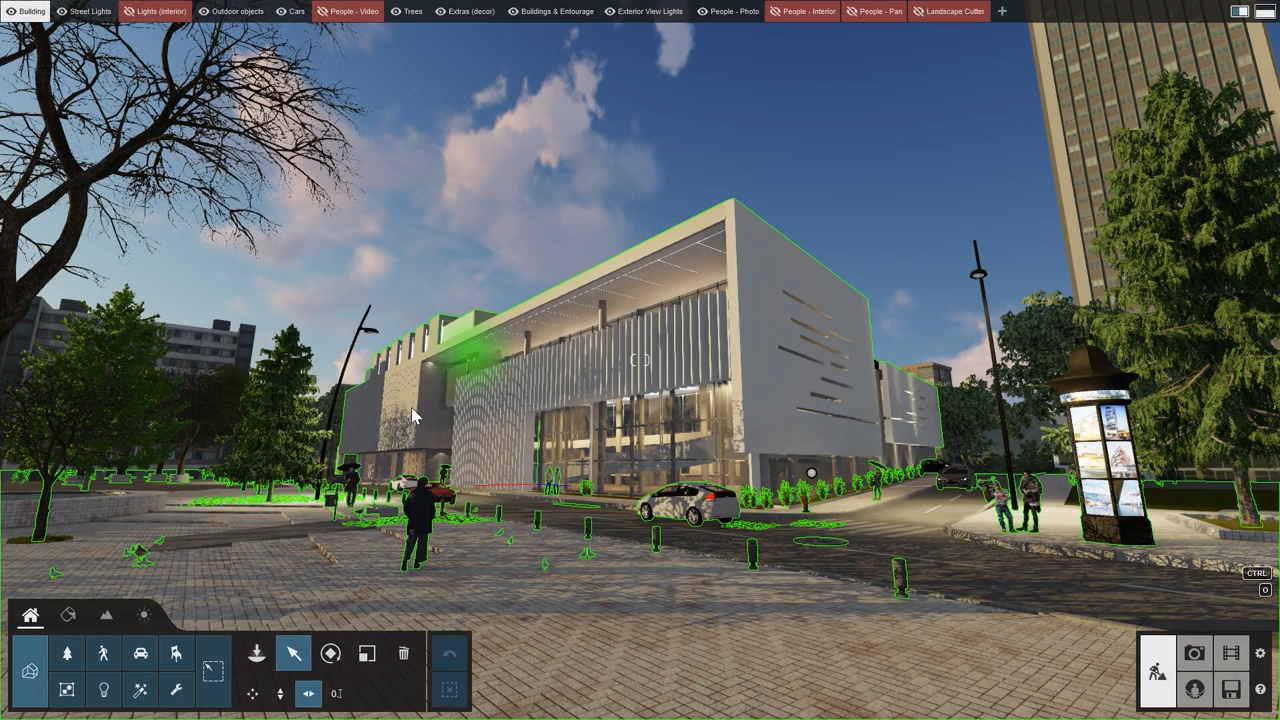 Building Street Lights Lights (interior) Outdoor objects Cars People - Video Trees Extras (decor) Buildings & Entourage Exterior View Lights People - Photo People - Interior People - Pan Landscape Cutter
CTRL
O
0.
?